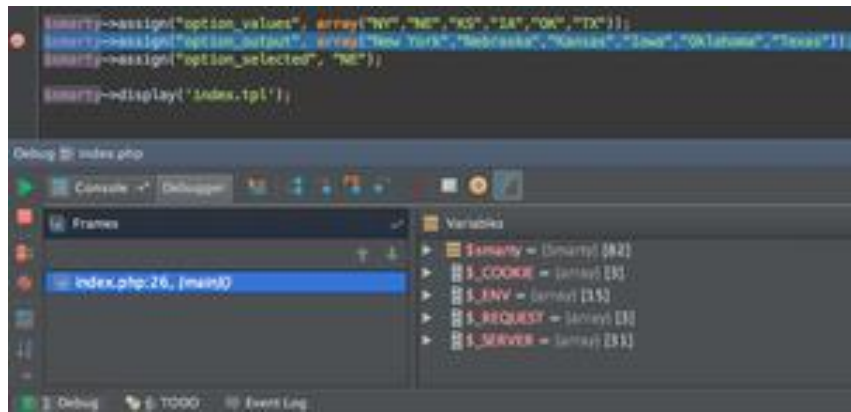 $smarty->assign("option_values", array("NY","NE","KS","IA","OK","TX"));
$smarty->assign("option_output", array("New York","Nebraska","Kansas","Iowa","Oklahoma","Texas"));
$smarty->assign("option_selected", "NE");
$smarty->display('index.tpl');
Debug index.php
Console Debugger
Frames
Variables
$smarty = {Smarty} [82]
$_COOKIE = {array} [3]
index.php:26, {main}()
$_ENV = {array} [15]
$_REQUEST = {array} [3]
$_SERVER = {array} [31]
5: Debug 6: TODO Event Log